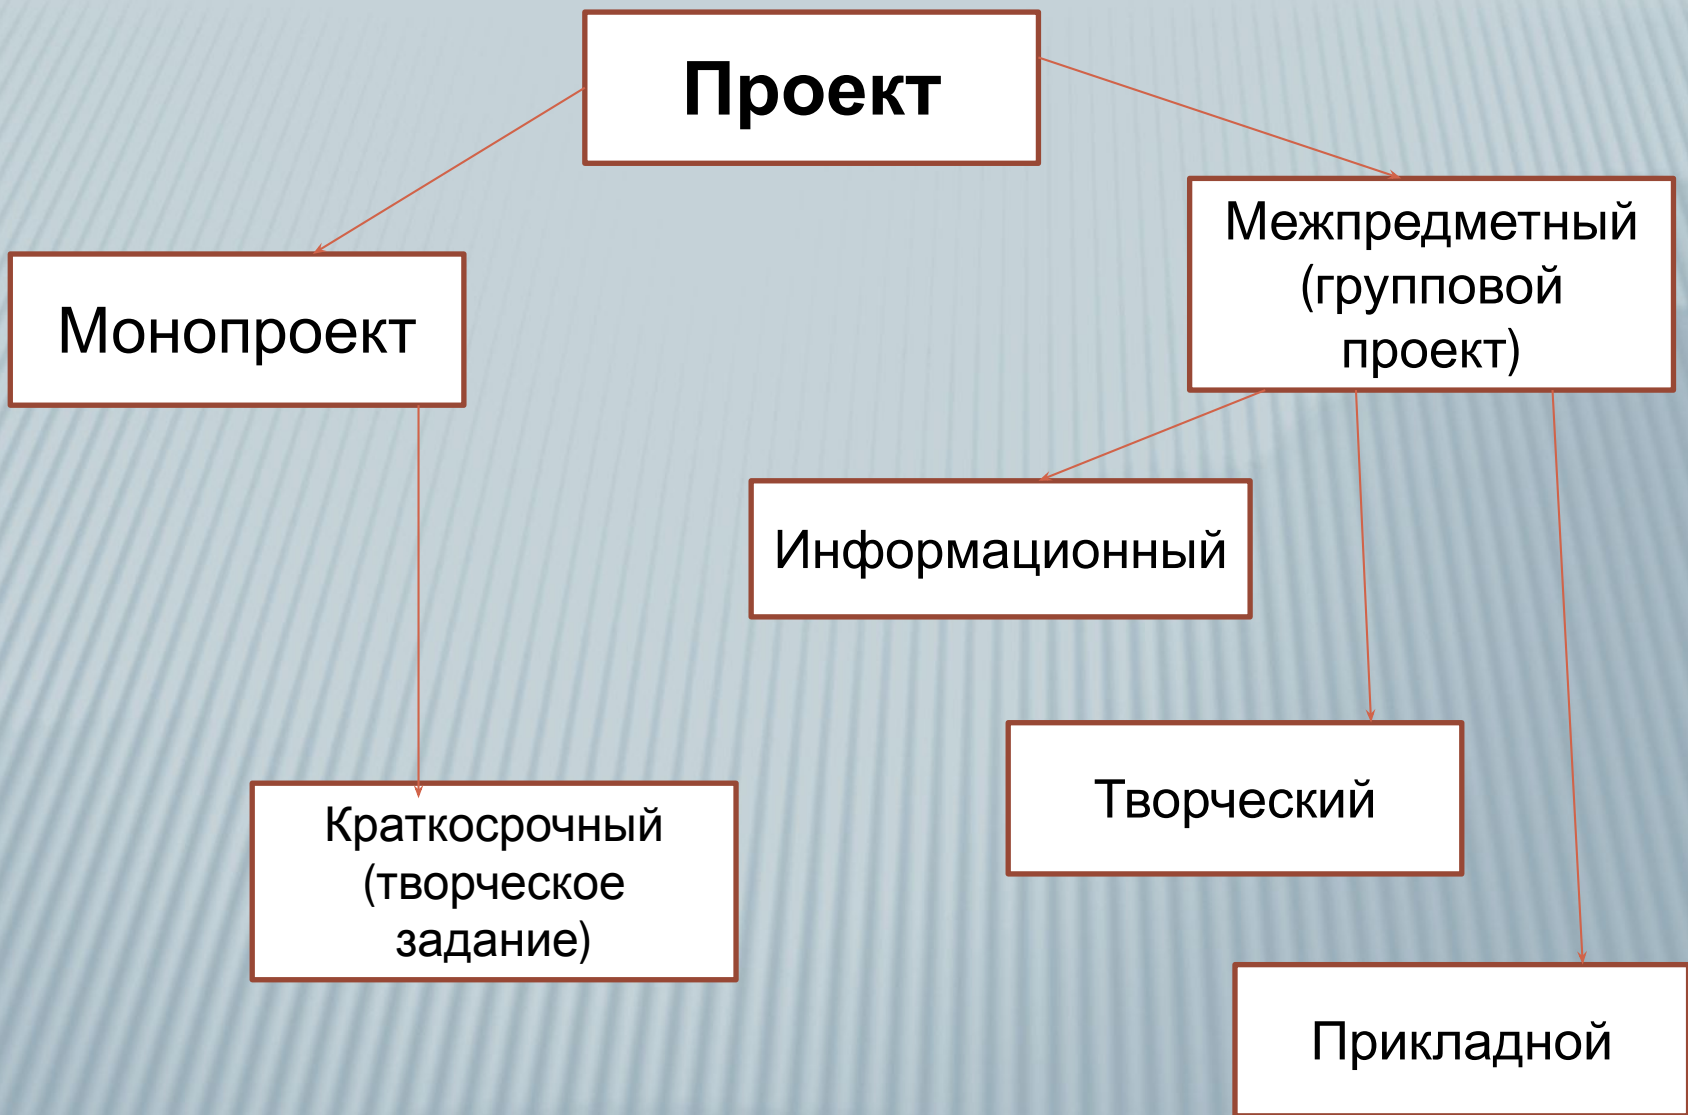 Проект
Монопроект
Межпредметный
(групповой
проект)
Информационный
Творческий
Краткосрочный
(творческое
задание)
Прикладной